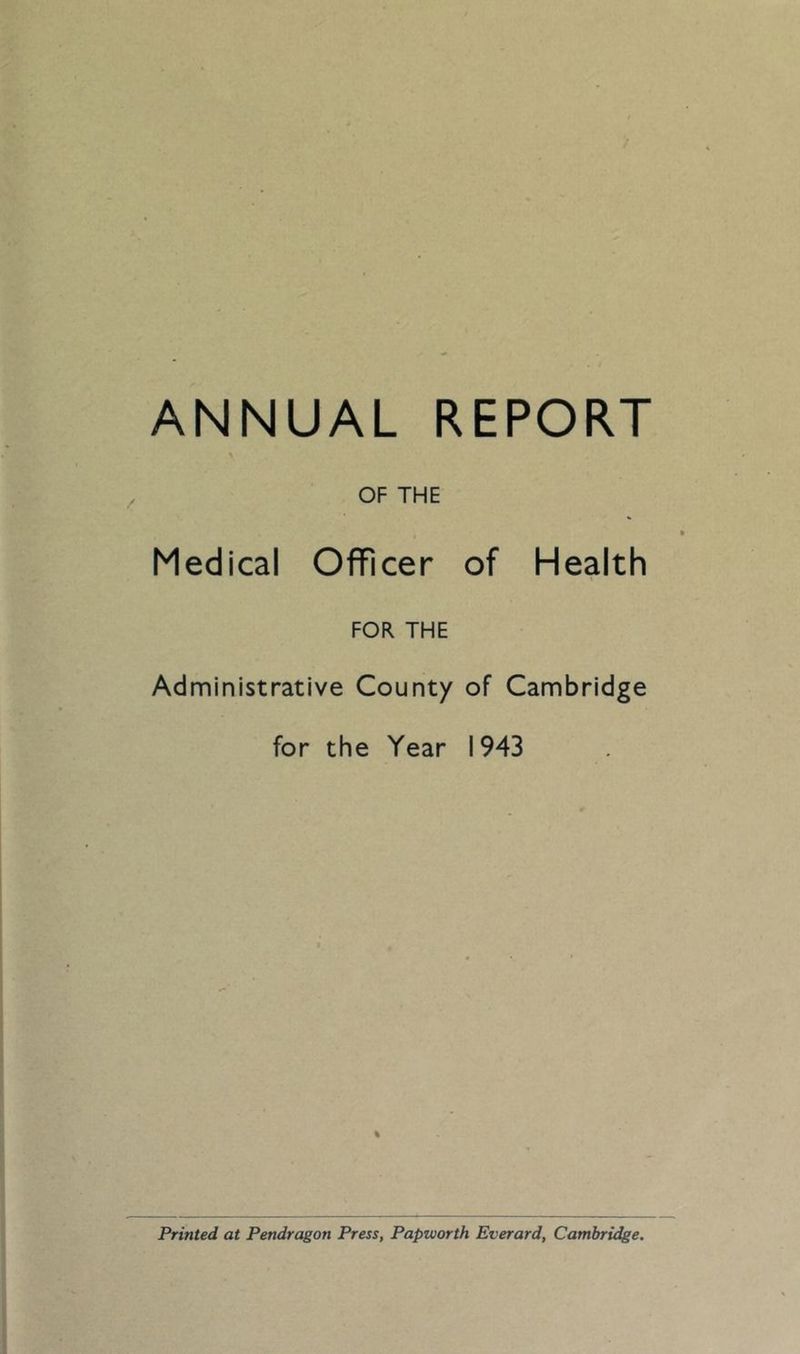 ANNUAL REPORT
OF THE
Medical Officer of Health
FOR THE
Administrative County of Cambridge
for the Year 1943
Printed at Pendragon Press, Papworth Everard, Cambridge.